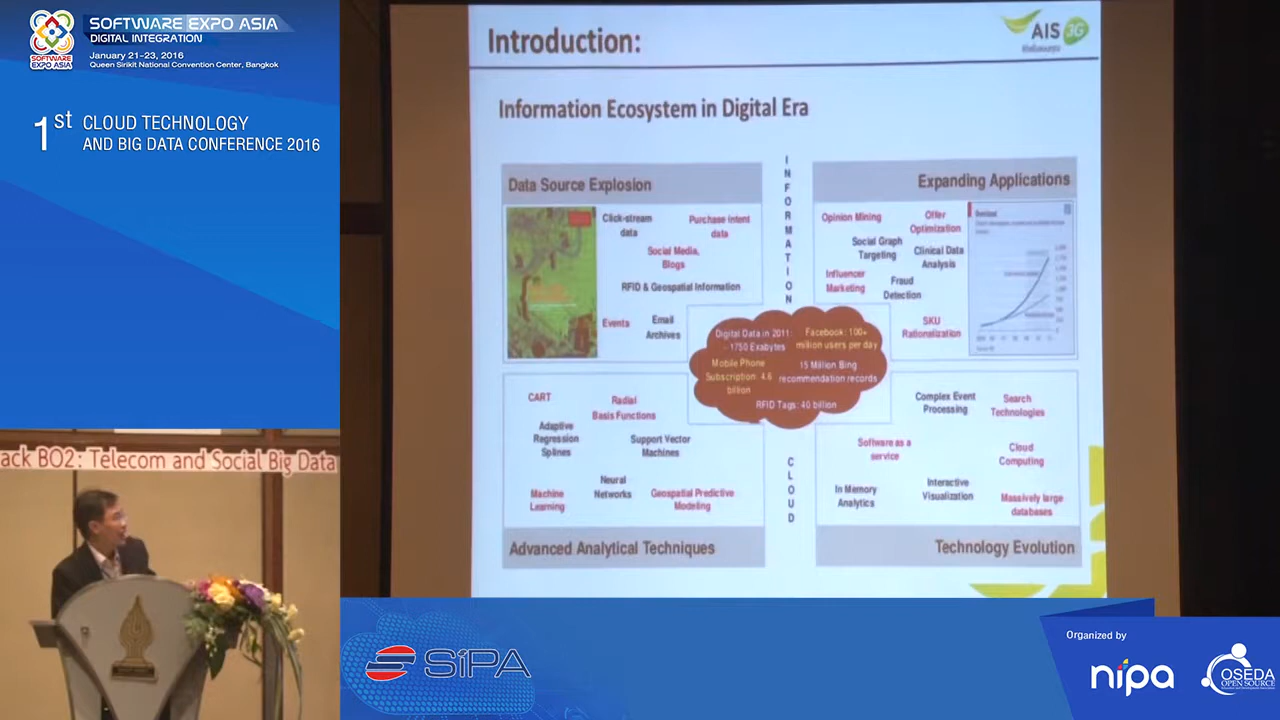 SOFTWARE EXPO ASIA
DIGITAL INTEGRATION
January 21-23, 2016
Queen Sirikit National Convention Center, Bangkok
SOFTWARE
EXPO ASIA
1st CLOUD TECHNOLOGY
AND BIG DATA CONFERENCE 2016
ack BO2: Telecom and Social Big Data
Introduction:
AIS 3G
Information Ecosystem in Digital Era
INFORMATION
CLOUD
Data Source Explosion
Click-stream
data
Purchase intent
data
Social Media,
Blogs
RFID & Geospatial Information
Events
Email
Archives
Expanding Applications
Opinion Mining
Offer
Optimization
Social Graph
Targeting
Clinical Data
Analysis
Influencer
Marketing
Fraud
Detection
SKU
Rationalization
Digital Data in 2011:
- 1750 Exabytes
Facebook: 100+
million users per day
Mobile Phone
Subscription: 4.6
billion
15 Million Bing
recommendation records
RFID Tags: 40 billion
CART
Radial
Basis Functions
Adaptive
Regression
Splines
Support Vector
Machines
Neural
Networks
Machine
Learning
Geospatial Predictive
Modeling
Advanced Analytical Techniques
Complex Event
Processing
Search
Technologies
Software as a
service
Cloud
Computing
In Memory
Analytics
Interactive
Visualization
Massively large
databases
Technology Evolution
SIPA
Organized by
nipa
OSEDA
OPEN SOURCE